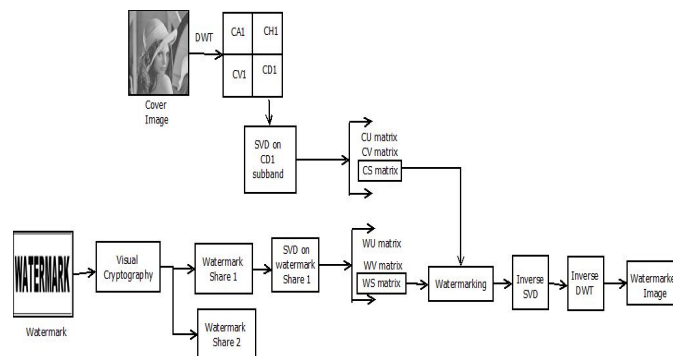 DWT
CA1
CH1
CV1
CD1
Cover
Image
SVD on
CD1
subband
CU matrix
CV matrix
CS matrix
WATERMARK
Watermark
Visual
Cryptography
Watermark
Share 1
SVD on
watermark
Share 1
Watermark
Share 2
WU matrix
WV matrix
WS matrix
Watermarking
Inverse
SVD
Inverse
DWT
Watermarke
Image